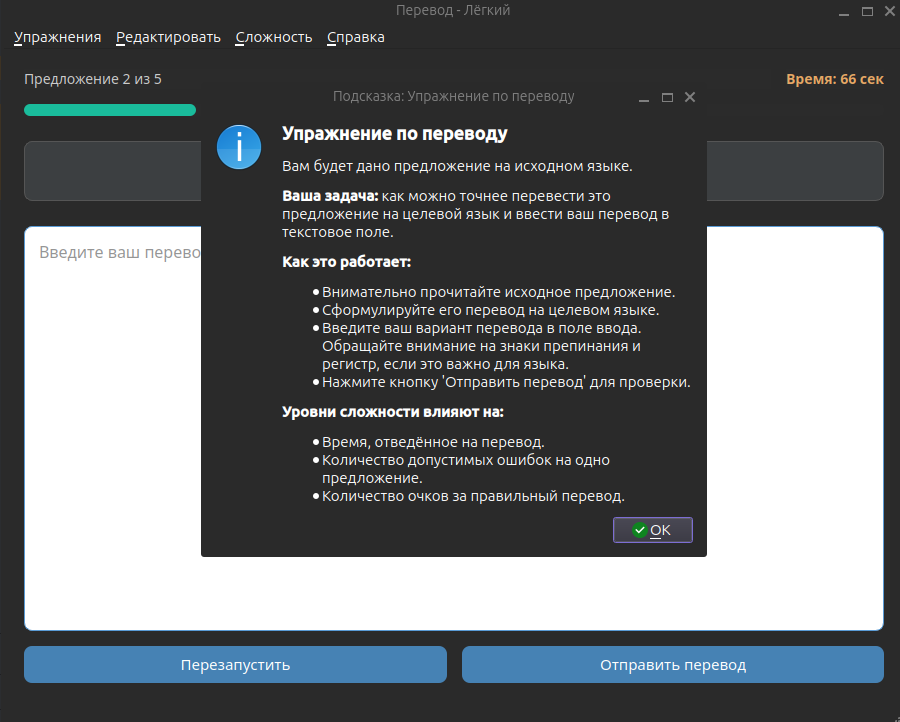 Перевод - Лёгкий
Упражнения Редактировать Сложность Справка
Предложение 2 из 5
Время: 66 сек
Подсказка: Упражнение по переводу
Упражнение по переводу
Вам будет дано предложение на исходном языке.
Ваша задача: как можно точнее перевести это
предложение на целевой язык и ввести ваш перевод в
текстовое поле.
Как это работает:
Внимательно прочитайте исходное предложение.
Сформулируйте его перевод на целевом языке.
Введите ваш вариант перевода в поле ввода.
Обращайте внимание на знаки препинания и
регистр, если это важно для языка.
Нажмите кнопку 'Отправить перевод' для проверки.
Уровни сложности влияют на:
Время, отведённое на перевод.
Количество допустимых ошибок на одно
предложение.
Количество очков за правильный перевод.
OK
Введите ваш перево
Перезапустить
Отправить перевод